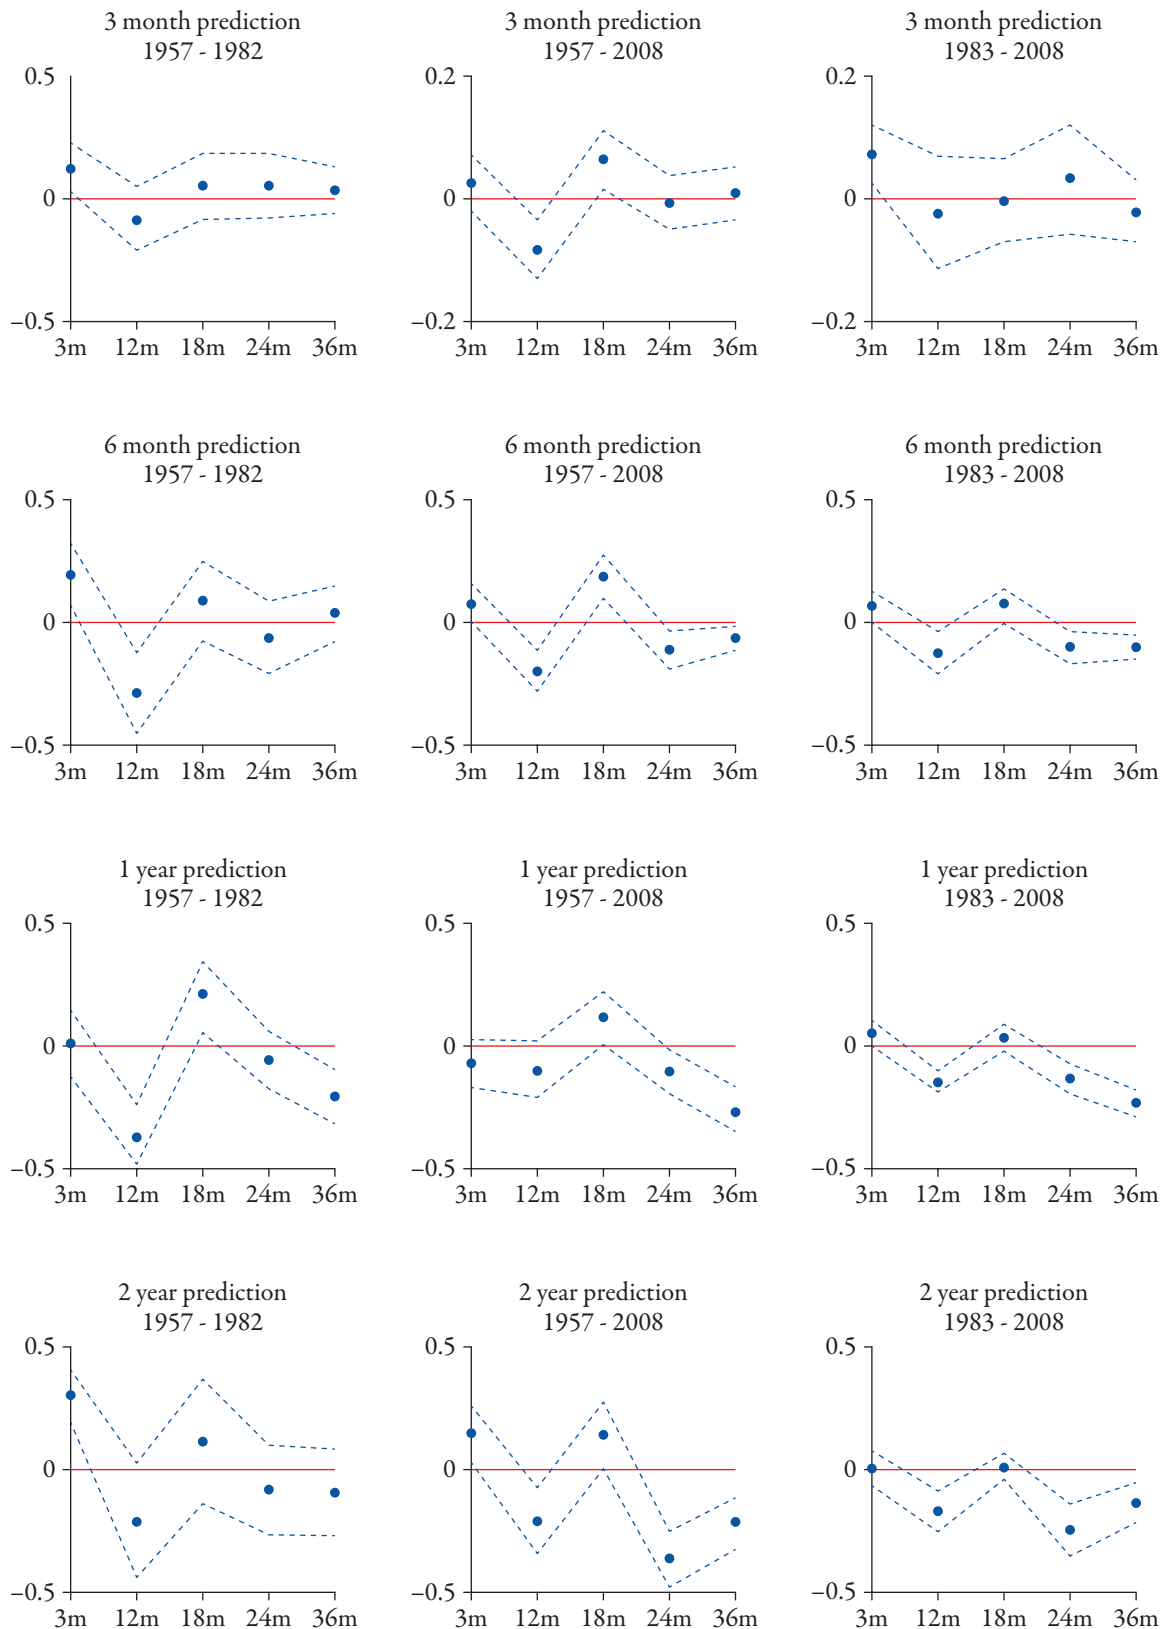 3 month prediction
1957 - 1982
0.5
0
–0.5
3m 12m 18m 24m 36m
3 month prediction
1957 - 2008
0.2
0
–0.2
3m 12m 18m 24m 36m
3 month prediction
1983 - 2008
0.2
0
–0.2
3m 12m 18m 24m 36m
6 month prediction
1957 - 1982
0.5
0
–0.5
3m 12m 18m 24m 36m
6 month prediction
1957 - 2008
0.5
0
–0.5
3m 12m 18m 24m 36m
6 month prediction
1983 - 2008
0.5
0
–0.5
3m 12m 18m 24m 36m
1 year prediction
1957 - 1982
0.5
0
–0.5
3m 12m 18m 24m 36m
1 year prediction
1957 - 2008
0.5
0
–0.5
3m 12m 18m 24m 36m
1 year prediction
1983 - 2008
0.5
0
–0.5
3m 12m 18m 24m 36m
2 year prediction
1957 - 1982
0.5
0
–0.5
3m 12m 18m 24m 36m
2 year prediction
1957 - 2008
0.5
0
–0.5
3m 12m 18m 24m 36m
2 year prediction
1983 - 2008
0.5
0
–0.5
3m 12m 18m 24m 36m